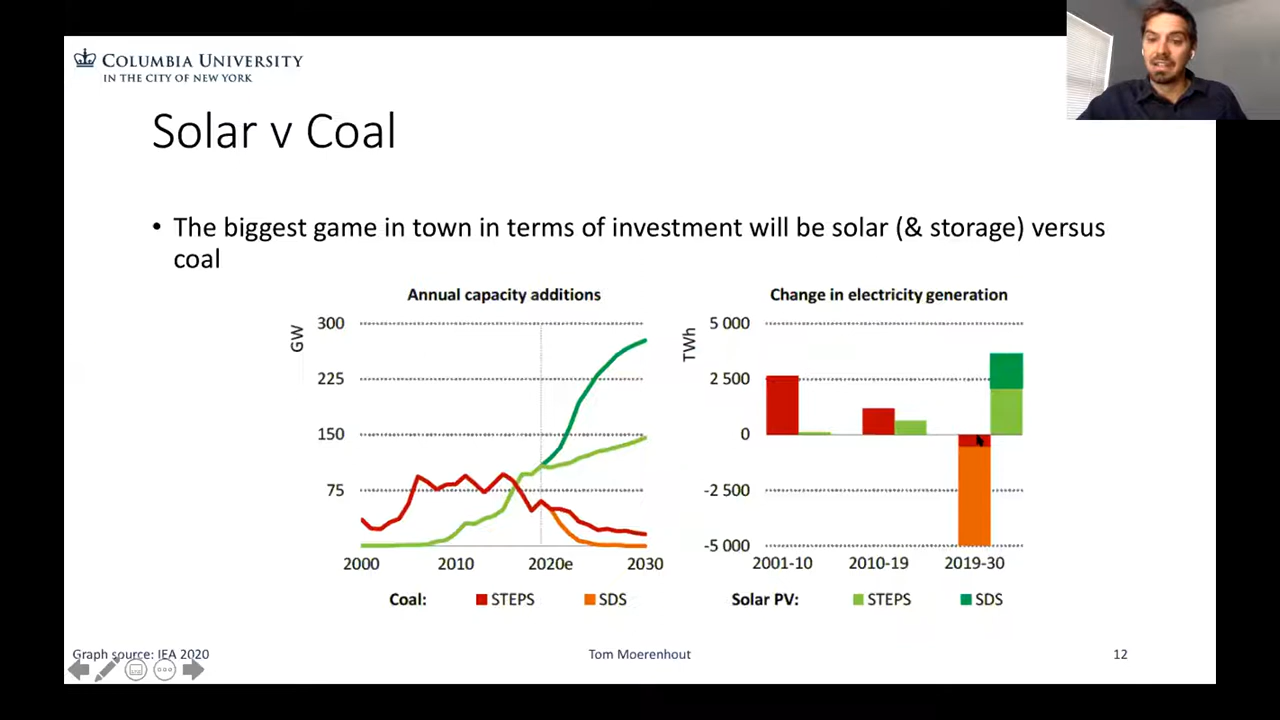 COLUMBIA UNIVERSITY
IN THE CITY OF NEW YORK
Solar v Coal
• The biggest game in town in terms of investment will be solar (& storage) versus
coal
Annual capacity additions
GW
300
225
150
75
2000 2010 2020e 2030
Change in electricity generation
TWh
5 000
2 500
0
-2 500
-5 000
2001-10 2010-19 2019-30
Coal: STEPS SDS
Solar PV: STEPS SDS
Graph source: IEA 2020
Tom Moerenhout
12